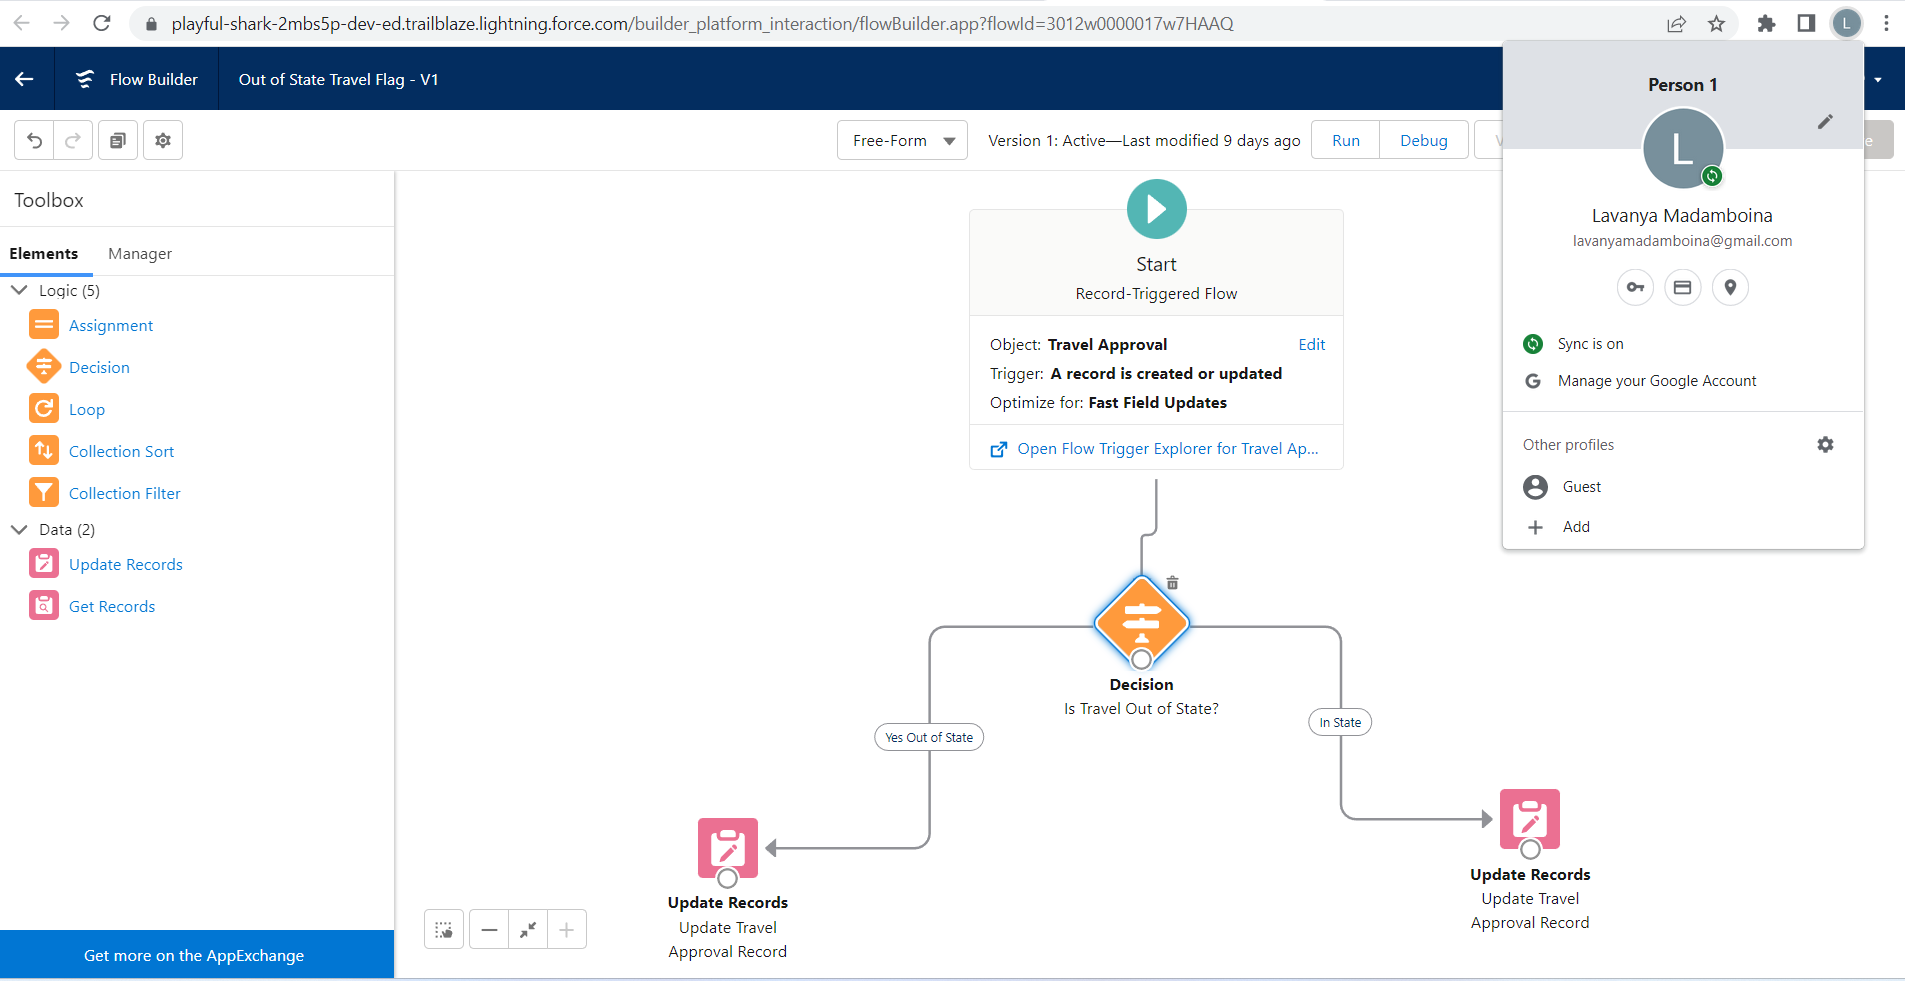 playful-shark-2mbs5p-dev-ed.trailblaze.lightning.force.com/builder_platform_interaction/flowBuilder.app?flowId=3012w0000017w7HAAQ
L
Flow Builder
Out of State Travel Flag - V1
Free-Form
Version 1: Active—Last modified 9 days ago
Run
Debug
Toolbox
Elements
Manager
Logic (5)
Assignment
Decision
Loop
Collection Sort
Collection Filter
Data (2)
Update Records
Get Records
Get more on the AppExchange
Start
Record-Triggered Flow
Object: Travel Approval
Edit
Trigger: A record is created or updated
Optimize for: Fast Field Updates
Open Flow Trigger Explorer for Travel Ap...
Decision
Is Travel Out of State?
Yes Out of State
In State
Update Records
Update Travel
Approval Record
Update Records
Update Travel
Approval Record
Person 1
L
Lavanya Madamboina
lavanyamadamboina@gmail.com
Sync is on
G Manage your Google Account
Other profiles
Guest
Add